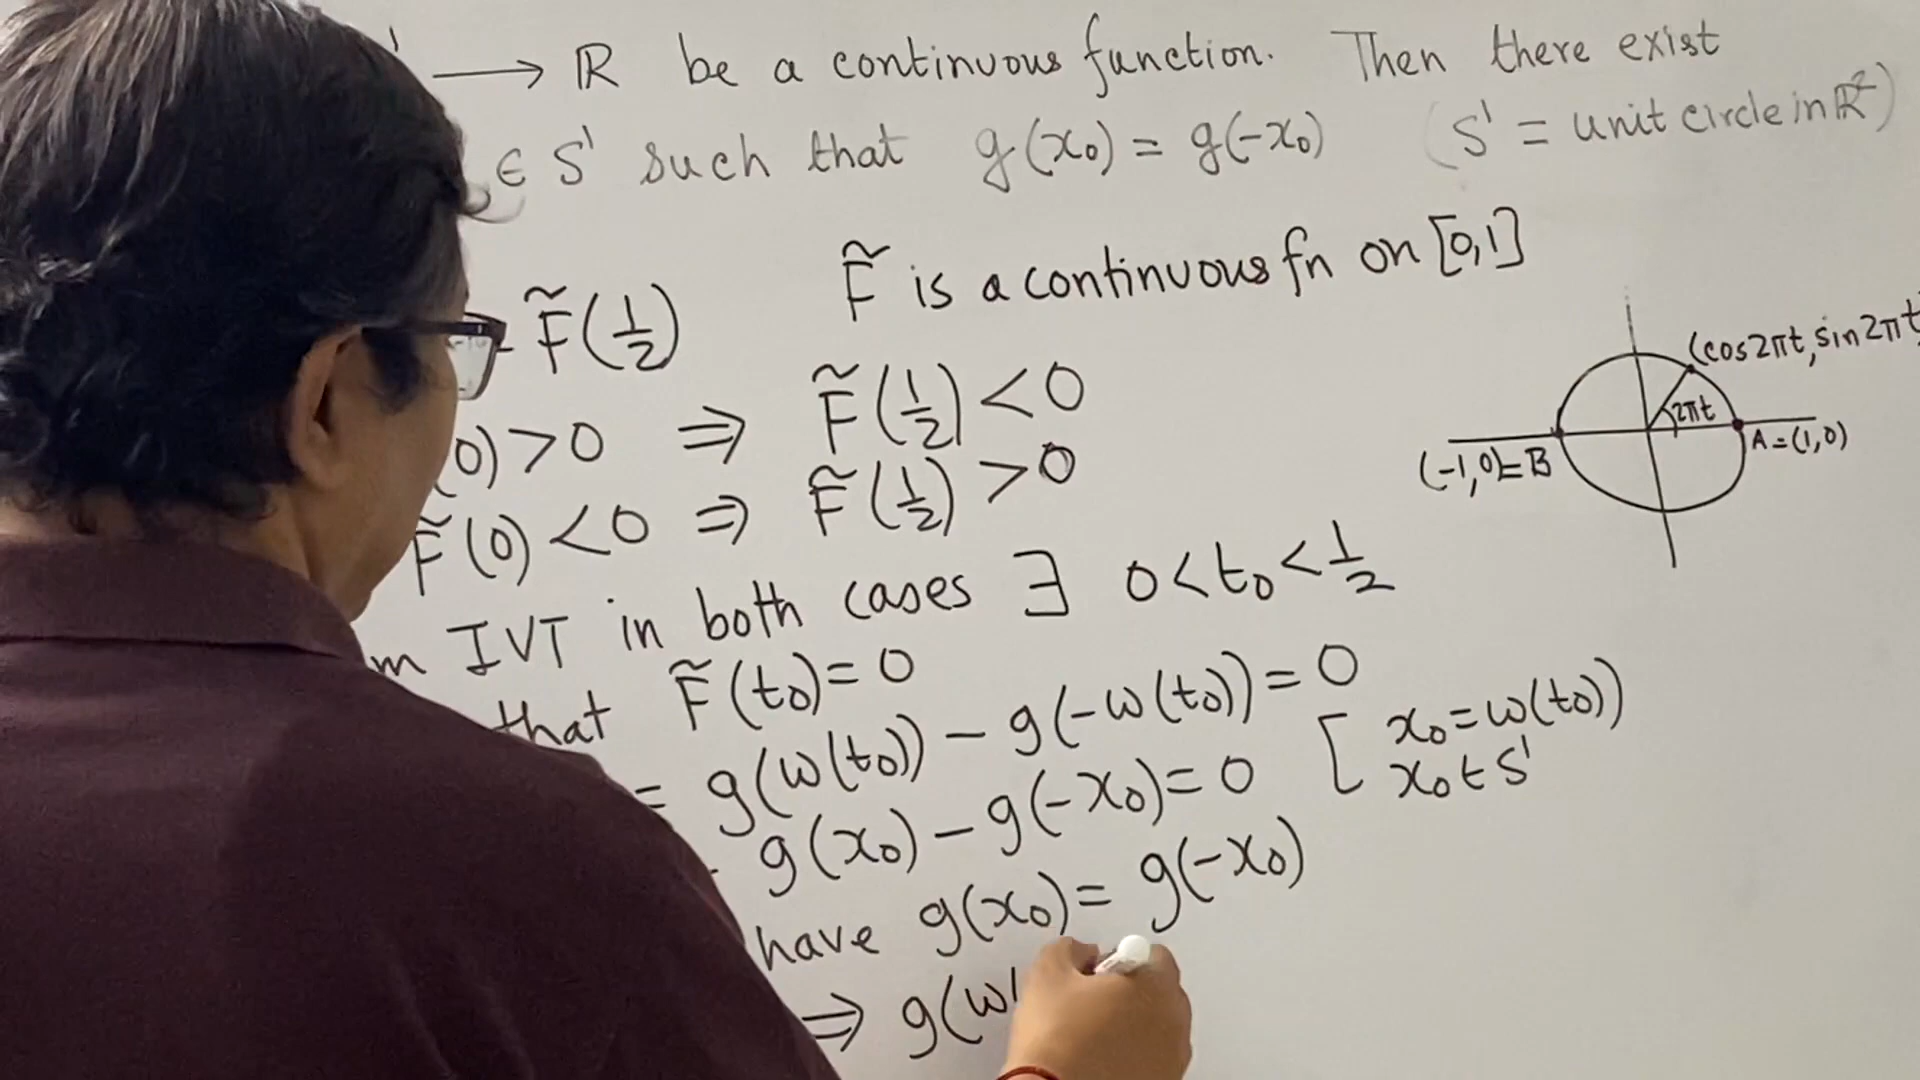 ⟶ ℝ be a continuous function. Then there exist
∈ S¹ such that g(x₀) = g(-x₀) (S¹ = unit circle in ℝ²)
F̃ is a continuous fn on [0,1]
F̃(1/2)
(0) > 0 ⇒ F̃(1/2) < 0
F̃(0) < 0 ⇒ F̃(1/2) > 0
(cos2πt, sin2πt
2πt
A = (1,0)
(-1,0) = B
m IVT in both cases ∃ 0 < t₀ < 1/2
that F̃(t₀) = 0
= g(ω(t₀)) - g(-ω(t₀)) = 0 [ x₀ = ω(t₀))
g(x₀) - g(-x₀) = 0 x₀ ∈ S¹
have g(x₀) = g(-x₀)
⇒ g(ω(